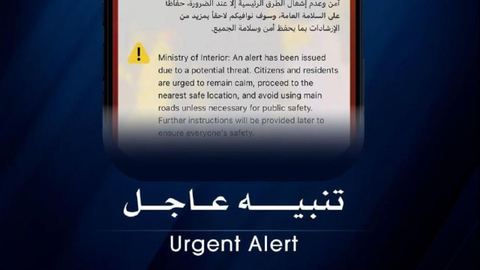 آمن وعدم إشغال الطرق الرئيسية إلا عند الضرورة، حفاظًا
على السلامة العامة، وسوف نوافيكم لاحقاً بمزيد من
الإرشادات بما يحفظ أمن وسلامة الجميع.
Ministry of Interior: An alert has been issued
due to a potential threat. Citizens and residents
are urged to remain calm, proceed to the
nearest safe location, and avoid using main
roads unless necessary for public safety.
Further instructions will be provided later to
ensure everyone's safety.
تنبيه عاجل
Urgent Alert